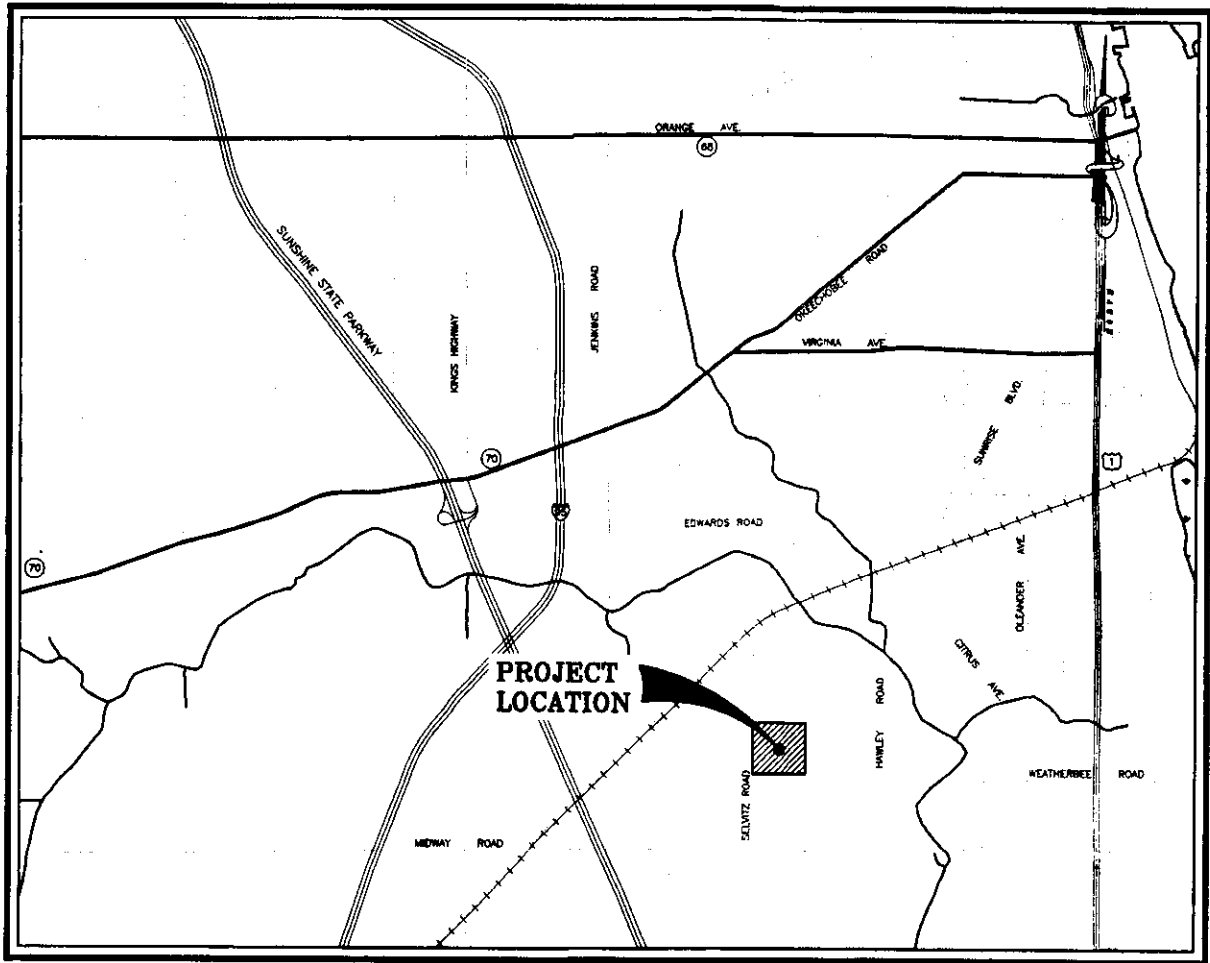 ORANGE AVE.
68
SUNSHINE STATE PARKWAY
KINGS HIGHWAY
JENKINS ROAD
OKEECHOBEE ROAD
VIRGINIA AVE.
SUNRISE BLVD.
70
1
EDWARDS ROAD
95
70
OLEANDER AVE.
CITRUS AVE.
PROJECT
LOCATION
HAWLEY ROAD
SELVITZ ROAD
WEATHERBEE ROAD
MIDWAY ROAD